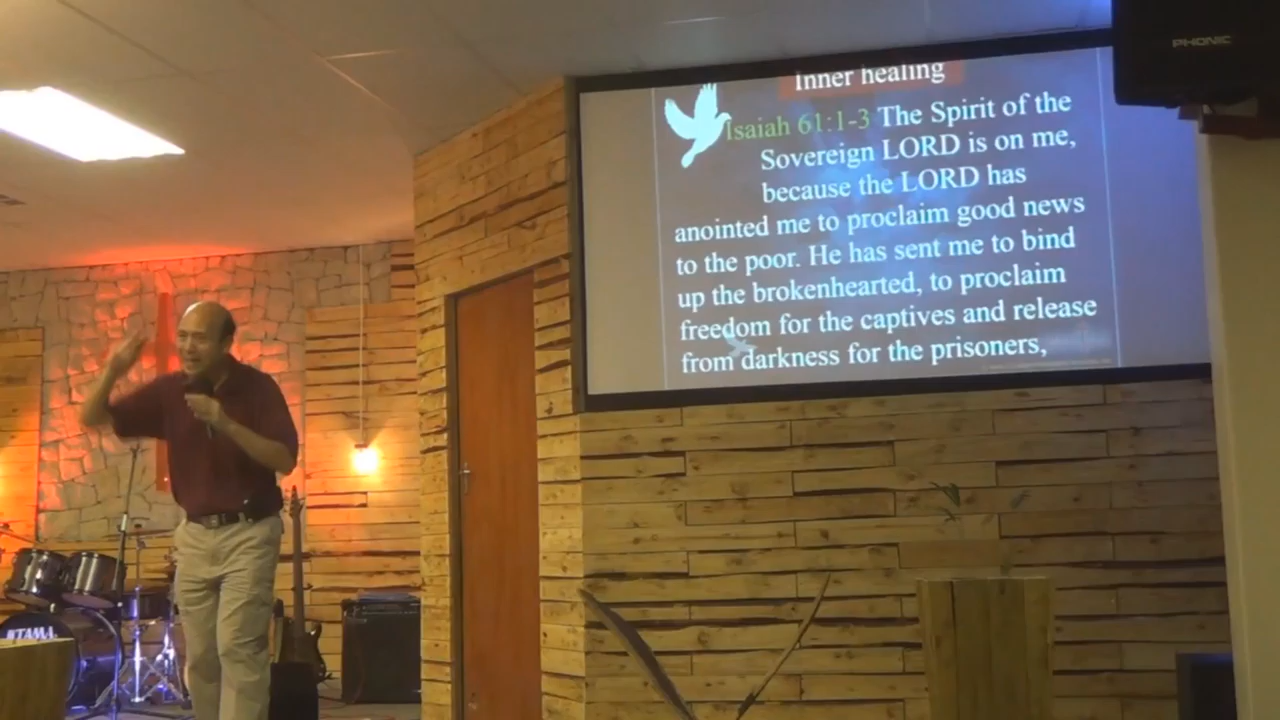 PHONIC
Inner healing
Isaiah 61:1-3 The Spirit of the
Sovereign LORD is on me,
because the LORD has
anointed me to proclaim good news
to the poor. He has sent me to bind
up the brokenhearted, to proclaim
freedom for the captives and release
from darkness for the prisoners,
TAMA